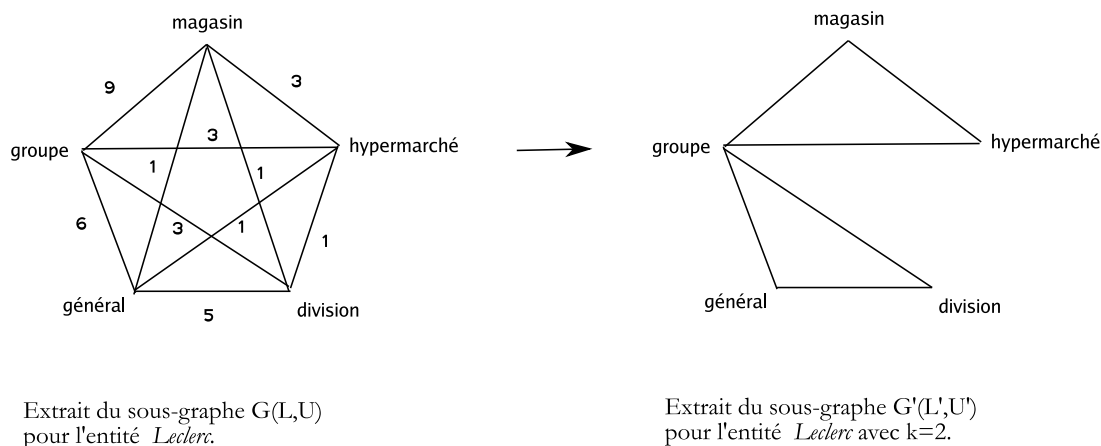 magasin
9
3
groupe
3
hypermarché
1
1
6
3
1
1
général
division
5
magasin
groupe
hypermarché
général
division
Extrait du sous-graphe G(L,U)
pour l'entité Leclerc.
Extrait du sous-graphe G'(L',U')
pour l'entité Leclerc avec k=2.